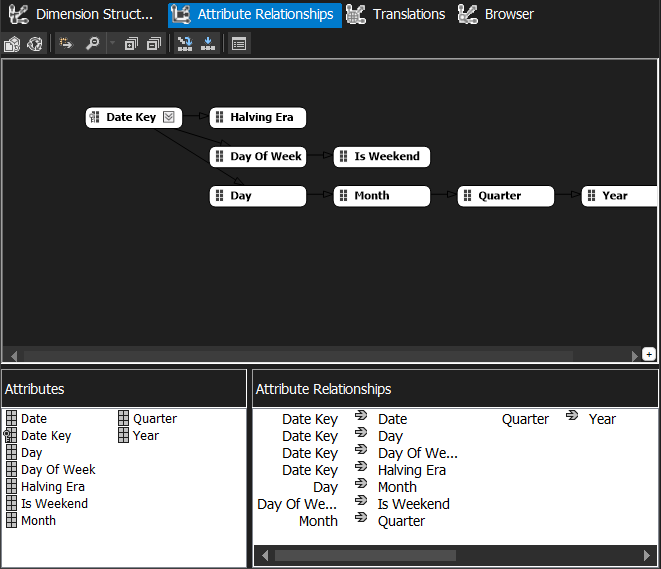 Dimension Struct... Attribute Relationships Translations Browser
Date Key Halving Era
Day Of Week Is Weekend
Day Month Quarter Year
Attributes
Date
Date Key
Day
Day Of Week
Halving Era
Is Weekend
Month
Quarter
Year
Attribute Relationships
Date Key Date
Date Key Day
Date Key Day Of We...
Date Key Halving Era
Day Month
Day Of We... Is Weekend
Month Quarter
Quarter Year